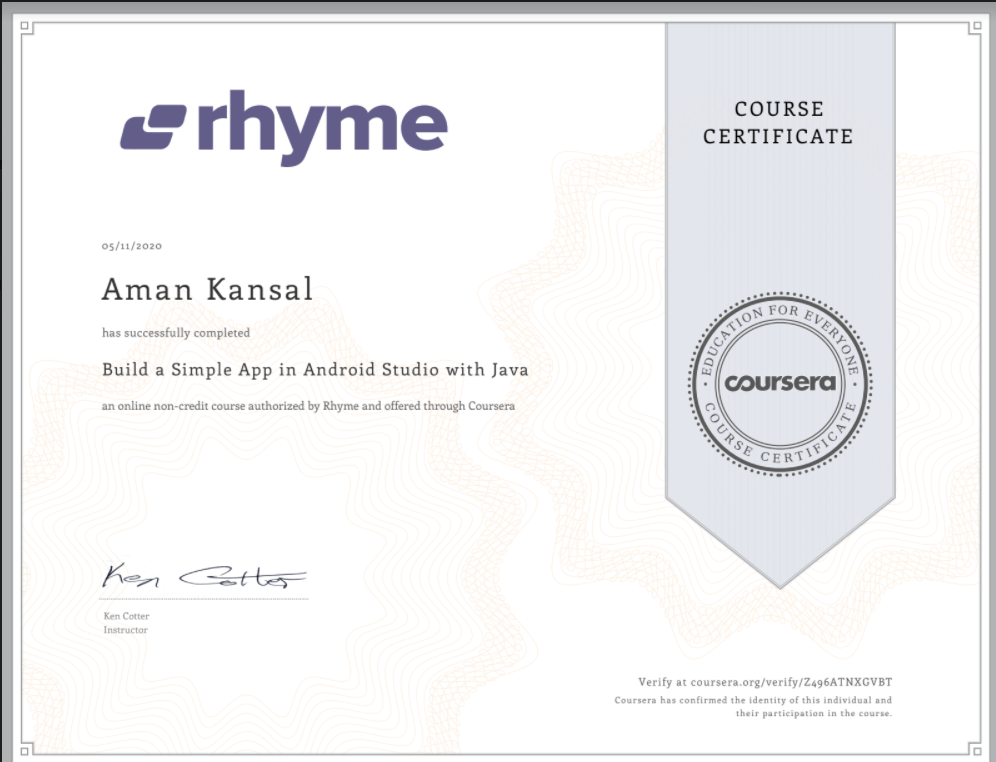 rhyme
COURSE
CERTIFICATE
05/11/2020
Aman Kansal
has successfully completed
Build a Simple App in Android Studio with Java
an online non-credit course authorized by Rhyme and offered through Coursera
EDUCATION FOR EVERYONE
coursera
COURSE CERTIFICATE
Ken Cotter
Ken Cotter
Instructor
Verify at coursera.org/verify/Z496ATNXGVBT
Coursera has confirmed the identity of this individual and
their participation in the course.